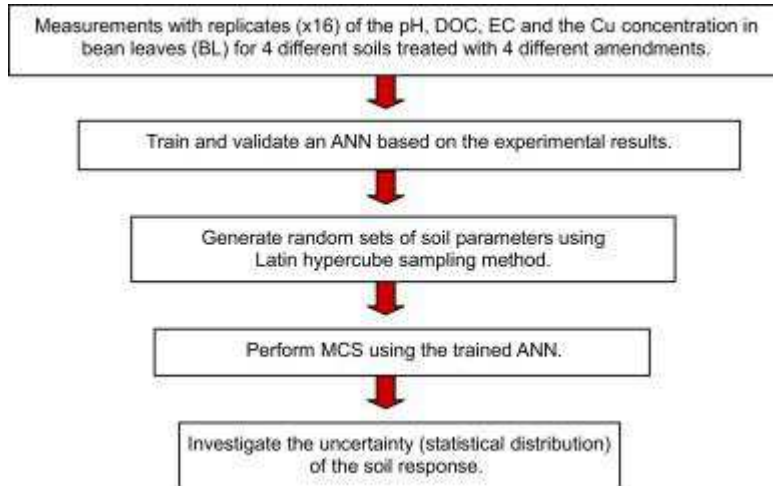 Measurements with replicates (x16) of the pH, DOC, EC and the Cu concentration in
bean leaves (BL) for 4 different soils treated with 4 different amendments.
Train and validate an ANN based on the experimental results.
Generate random sets of soil parameters using
Latin hypercube sampling method.
Perform MCS using the trained ANN.
Investigate the uncertainty (statistical distribution)
of the soil response.